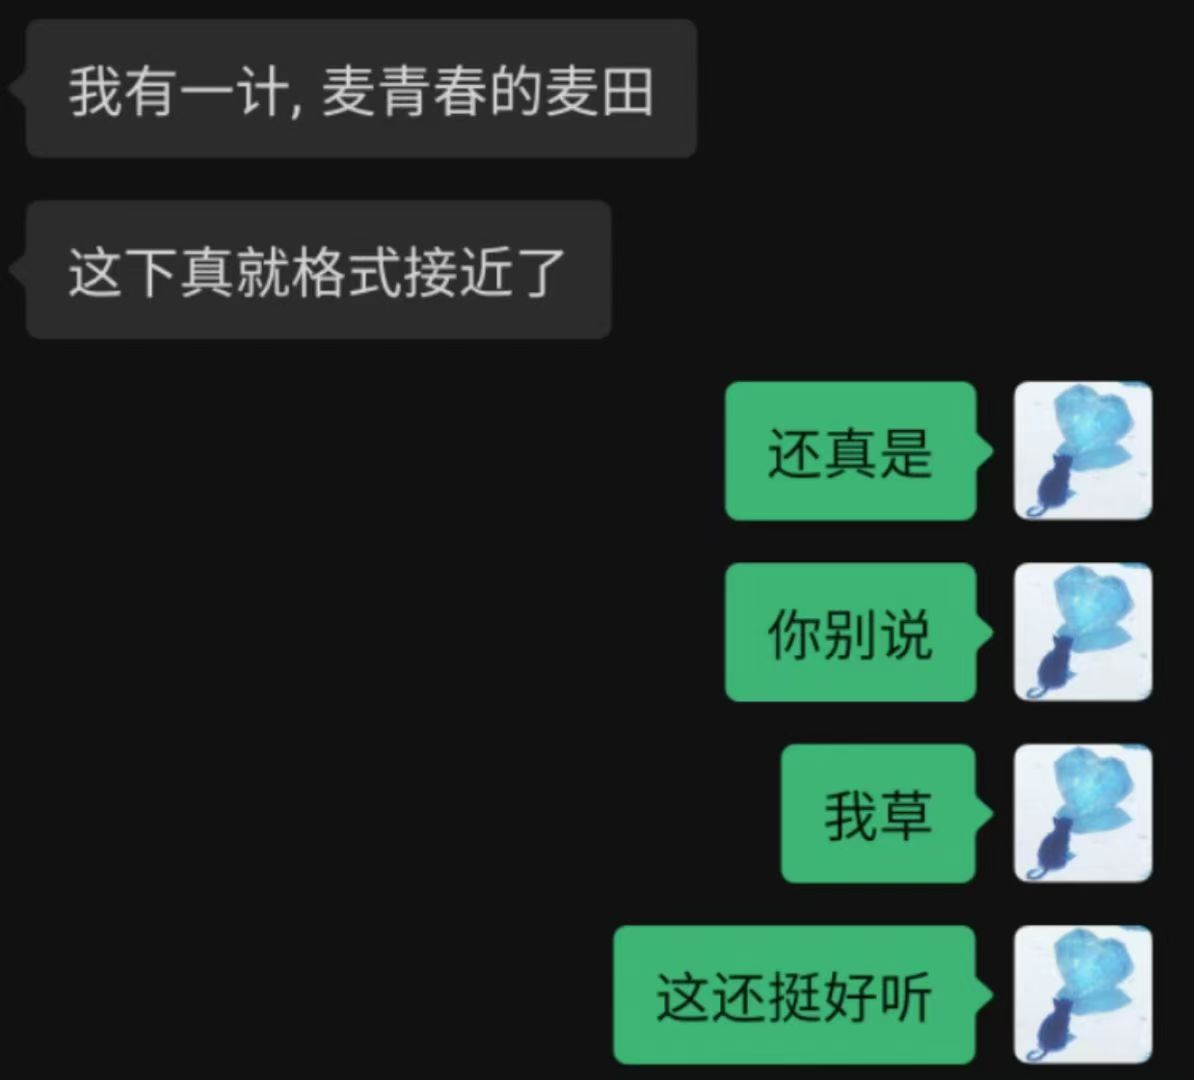 我有一计, 麦青春的麦田
这下真就格式接近了
还真是
你别说
我草
这还挺好听